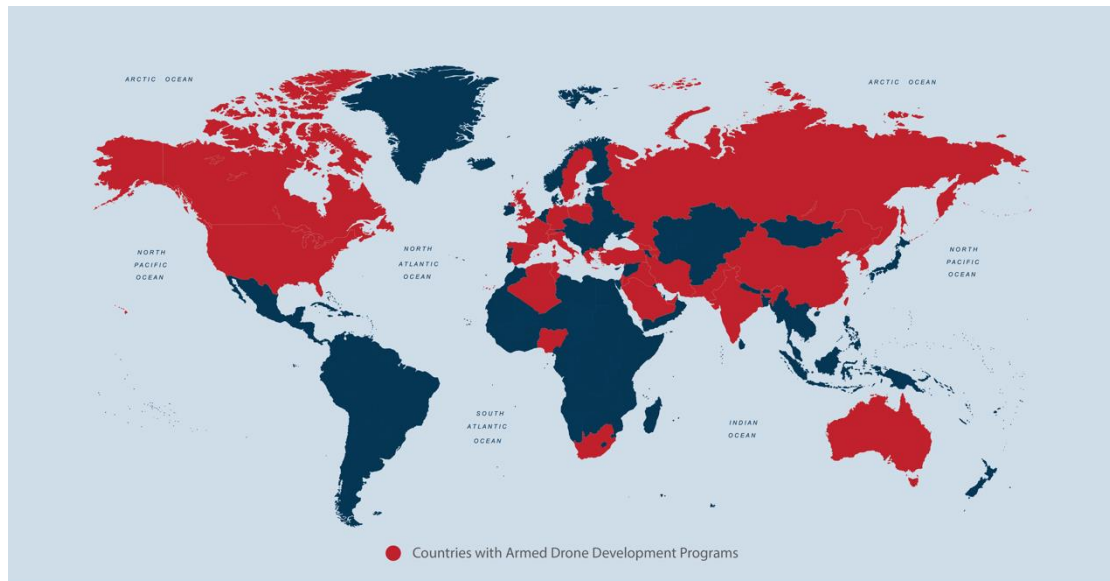 ARCTIC OCEAN
ARCTIC OCEAN
NORTH
PACIFIC
OCEAN
NORTH
ATLANTIC
OCEAN
NORTH
PACIFIC
OCEAN
SOUTH
ATLANTIC
OCEAN
INDIAN
OCEAN
Countries with Armed Drone Development Programs